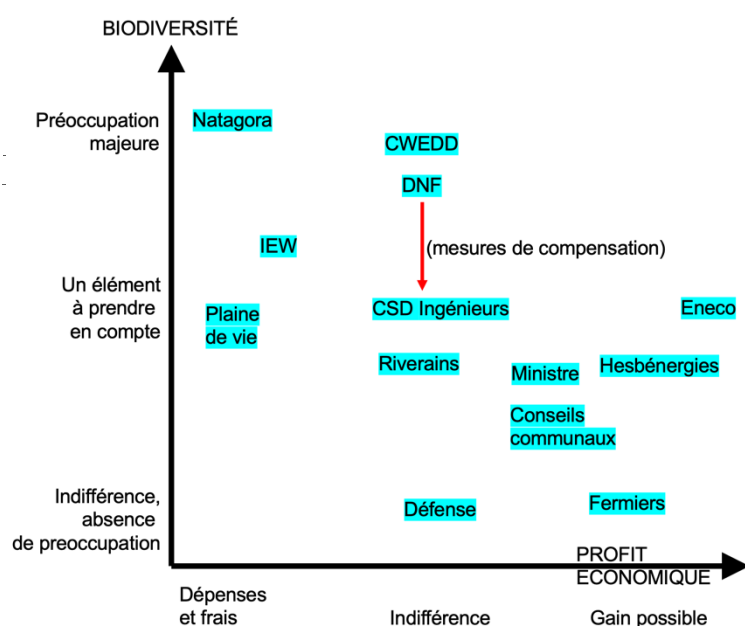 BIODIVERSITÉ
Préoccupation
majeure
Natagora
CWEDD
DNF
IEW
(mesures de compensation)
Un élément
à prendre
en compte
Plaine
de vie
CSD Ingénieurs
Eneco
Riverains
Ministre
Hesbénergies
Conseils
communaux
Indifférence,
absence
de preoccupation
Défense
Fermiers
PROFIT
ECONOMIQUE
Dépenses
et frais
Indifférence
Gain possible